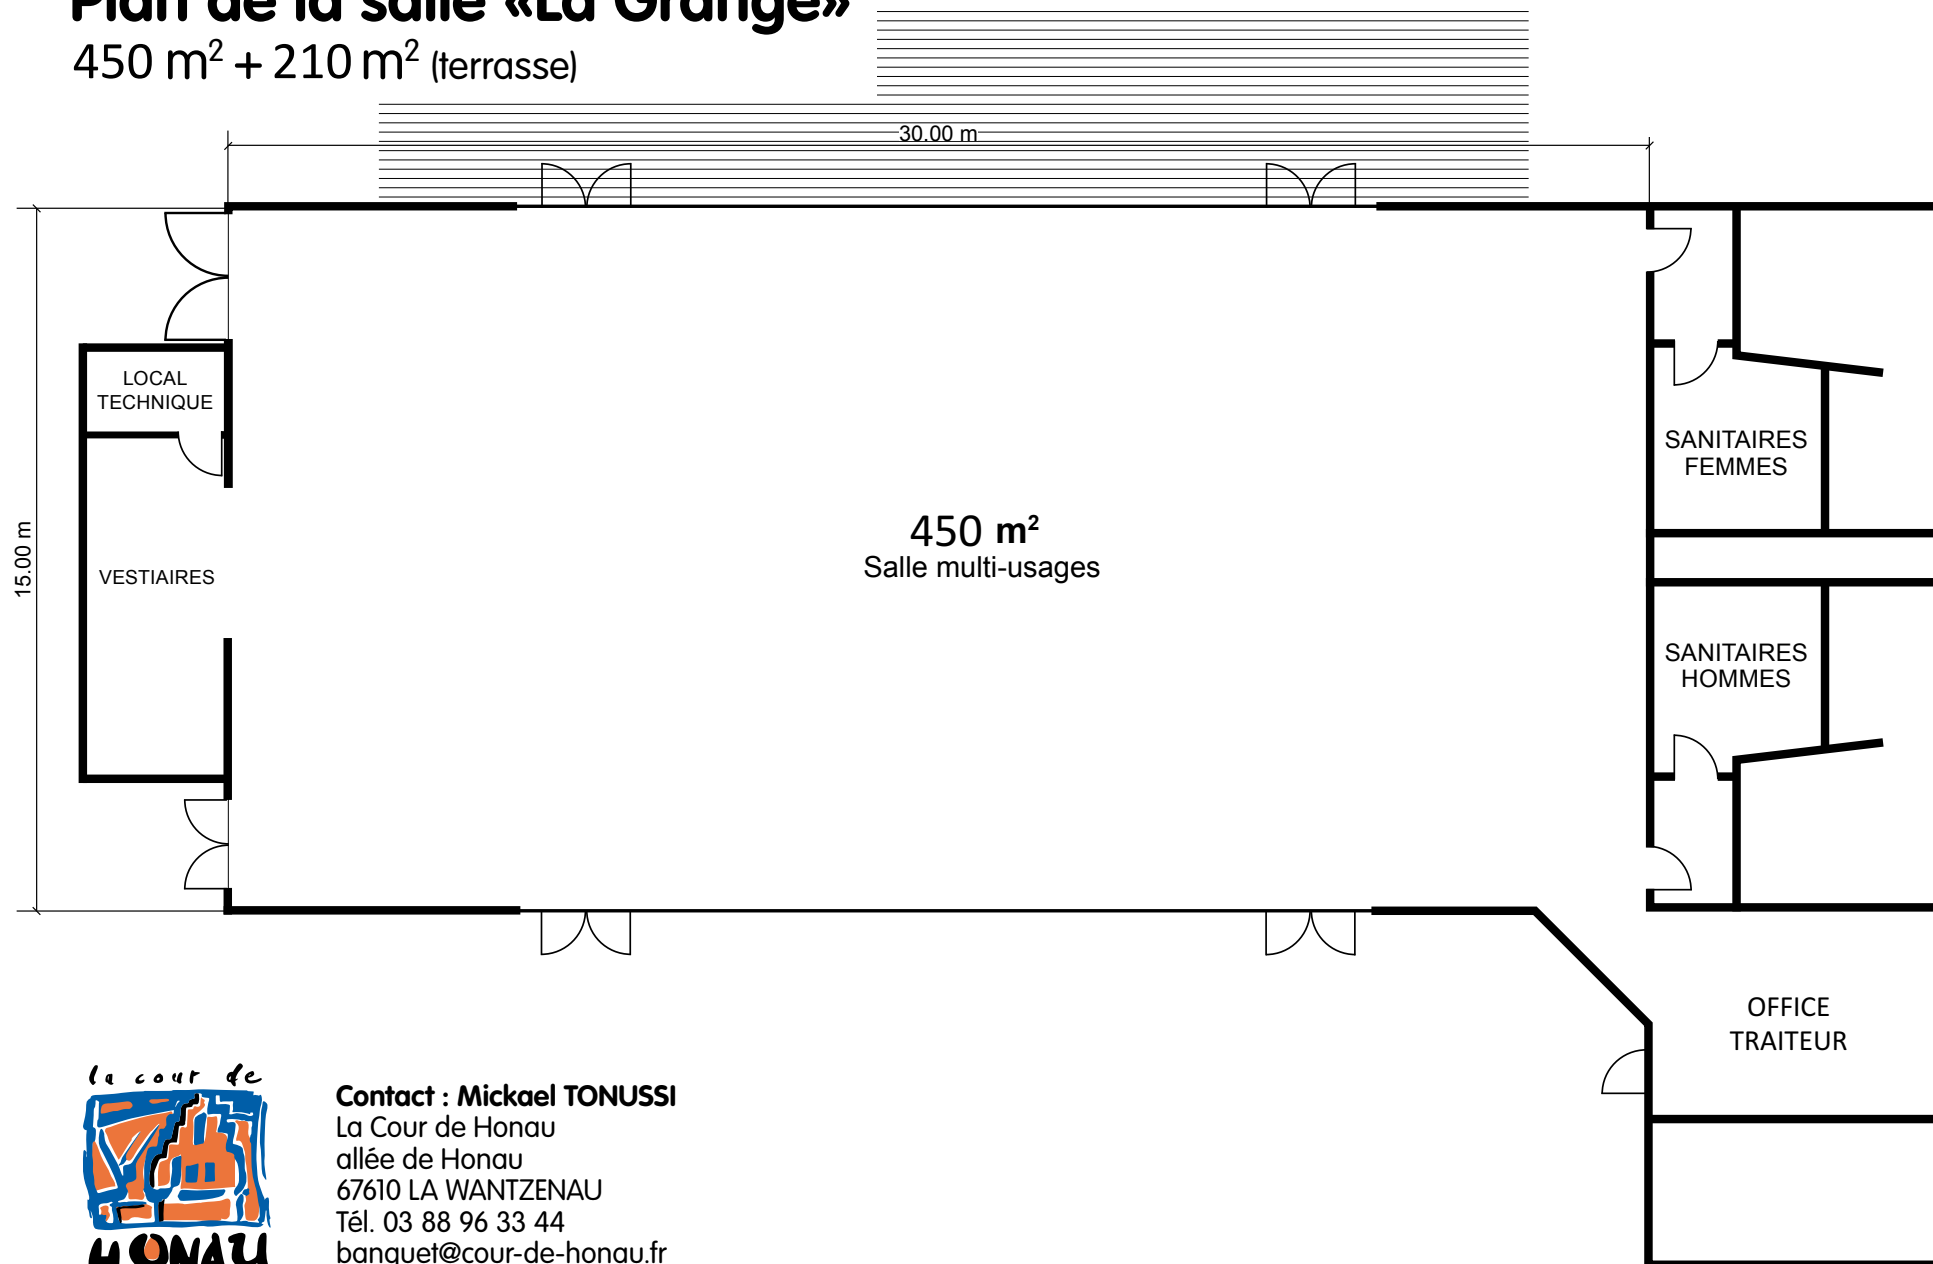 Plan de la salle «La Grange»
450 m² + 210 m² (terrasse)
30.00 m
LOCAL
TECHNIQUE
SANITAIRES
FEMMES
15.00 m
450 m²
Salle multi-usages
VESTIAIRES
SANITAIRES
HOMMES
OFFICE
TRAITEUR
la cour de
HONAU
Contact : Mickael TONUSSI
La Cour de Honau
allée de Honau
67610 LA WANTZENAU
Tél. 03 88 96 33 44
banquet@cour-de-honau.fr